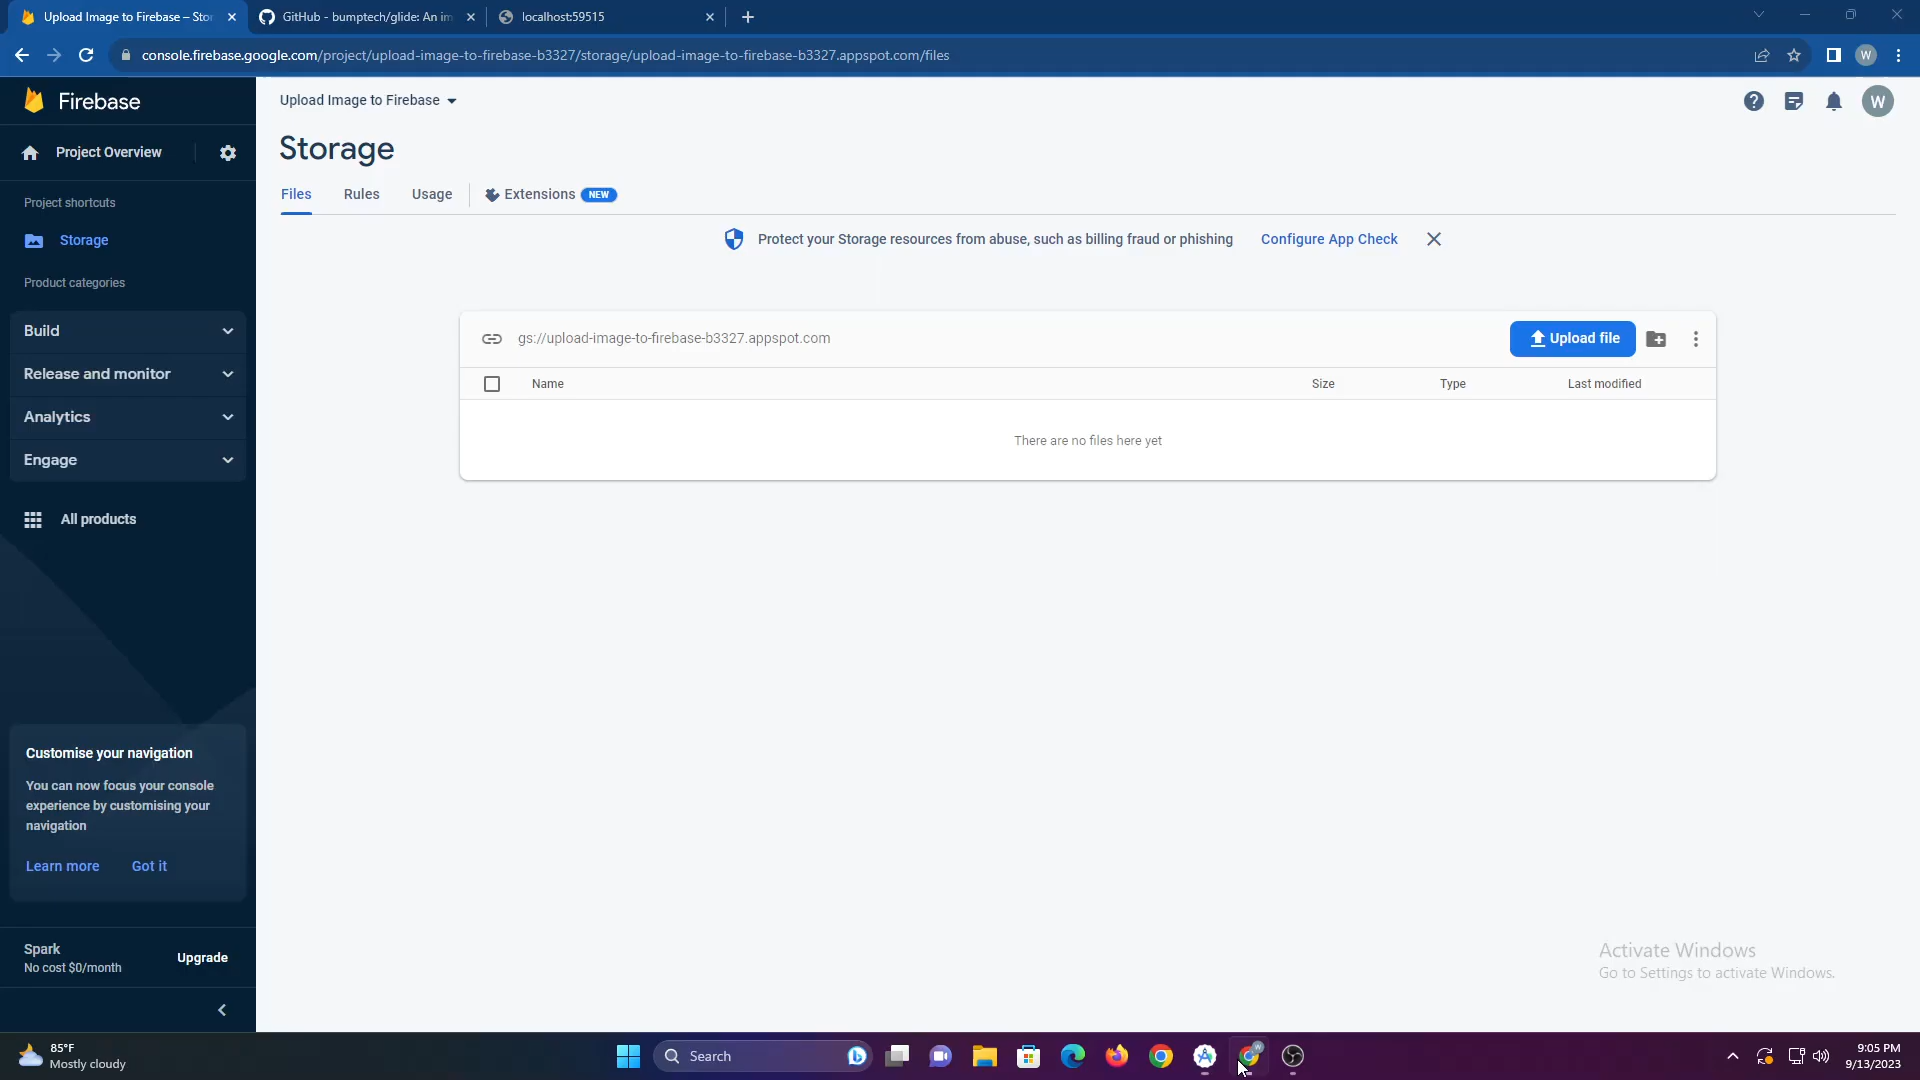 Upload Image to Firebase – Stor
GitHub - bumptech/glide: An im
localhost:59515
console.firebase.google.com/project/upload-image-to-firebase-b3327/storage/upload-image-to-firebase-b3327.appspot.com/files
W
Firebase
Upload Image to Firebase
W
Project Overview
Storage
Files
Rules
Usage
Extensions
NEW
Project shortcuts
Storage
Protect your Storage resources from abuse, such as billing fraud or phishing
Configure App Check
Product categories
Build
Release and monitor
Analytics
Engage
All products
gs://upload-image-to-firebase-b3327.appspot.com
Upload file
Name
Size
Type
Last modified
There are no files here yet
Customise your navigation
You can now focus your console
experience by customising your
navigation
Learn more
Got it
Spark
No cost $0/month
Upgrade
Activate Windows
Go to Settings to activate Windows.
85°F
Mostly cloudy
Search
W
9:05 PM
9/13/2023